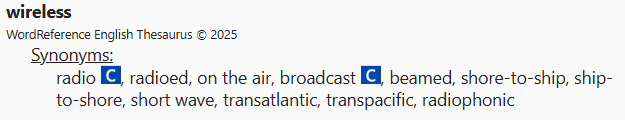 wireless
WordReference English Thesaurus © 2025
Synonyms:
radio C, radioed, on the air, broadcast C, beamed, shore-to-ship, ship-
to-shore, short wave, transatlantic, transpacific, radiophonic